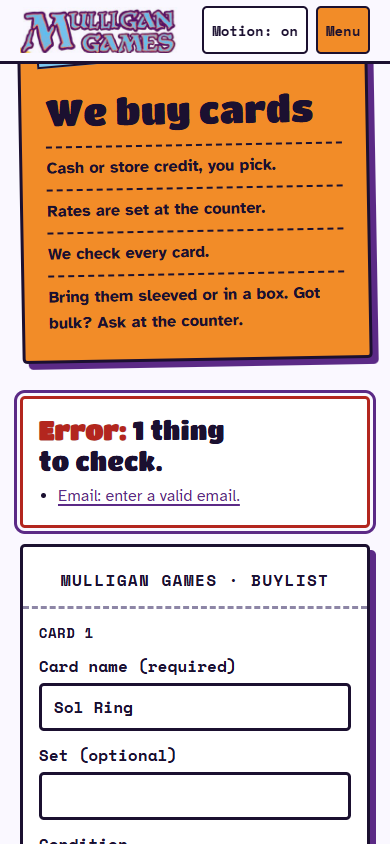 MULLIGAN
GAMES
Motion: on
Menu
We buy cards
Cash or store credit, you pick.
Rates are set at the counter.
We check every card.
Bring them sleeved or in a box. Got
bulk? Ask at the counter.
Error: 1 thing
to check.
• Email: enter a valid email.
MULLIGAN GAMES · BUYLIST
CARD 1
Card name (required)
Sol Ring
Set (optional)
Condition